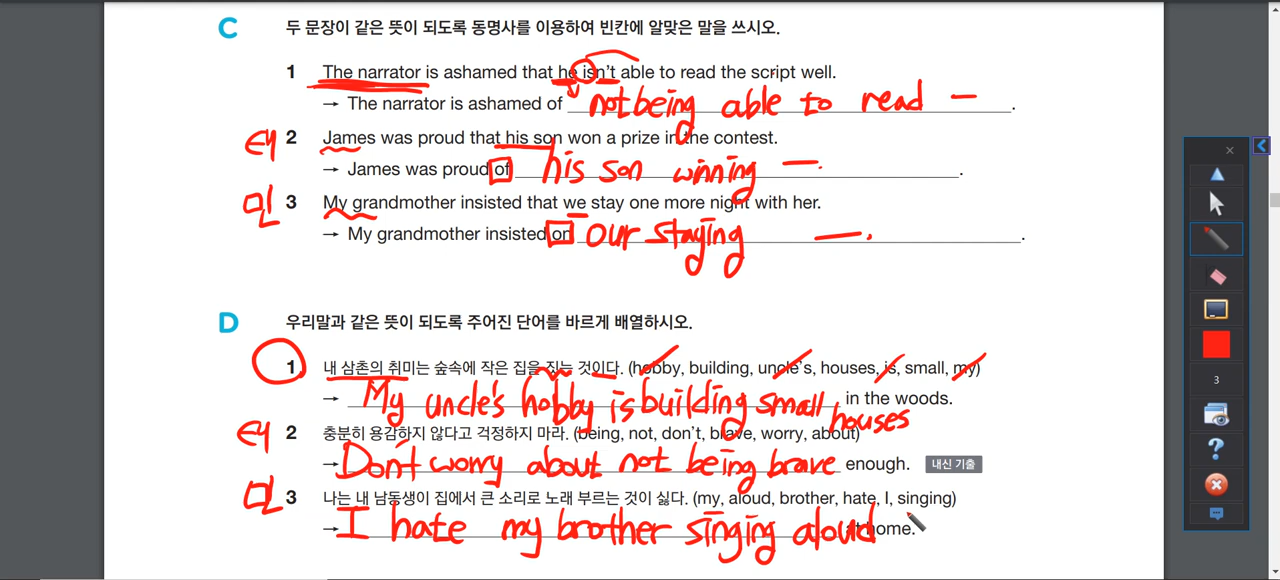 C 두 문장이 같은 뜻이 되도록 동명사를 이용하여 빈칸에 알맞은 말을 쓰시오.
1 The narrator is ashamed that he isn't able to read the script well.
→ The narrator is ashamed of not being able to read — .
터 2 James was proud that his son won a prize in the contest.
→ James was proud of his son winning — .
민 3 My grandmother insisted that we stay one more night with her.
→ My grandmother insisted on our staying — .
D 우리말과 같은 뜻이 되도록 주어진 단어를 바르게 배열하시오.
1 내 삼촌의 취미는 숲속에 작은 집을 짓는 것이다. (hobby, building, uncle's, houses, is, small, my)
→ My uncle's hobby is building small houses in the woods.
터 2 충분히 용감하지 않다고 걱정하지 마라. (being, not, don't, brave, worry, about)
→ Don't worry about not being brave enough. 내신 기출
민 3 나는 내 남동생이 집에서 큰 소리로 노래 부르는 것이 싫다. (my, aloud, brother, hate, I, singing)
→ I hate my brother singing aloud at home.
3